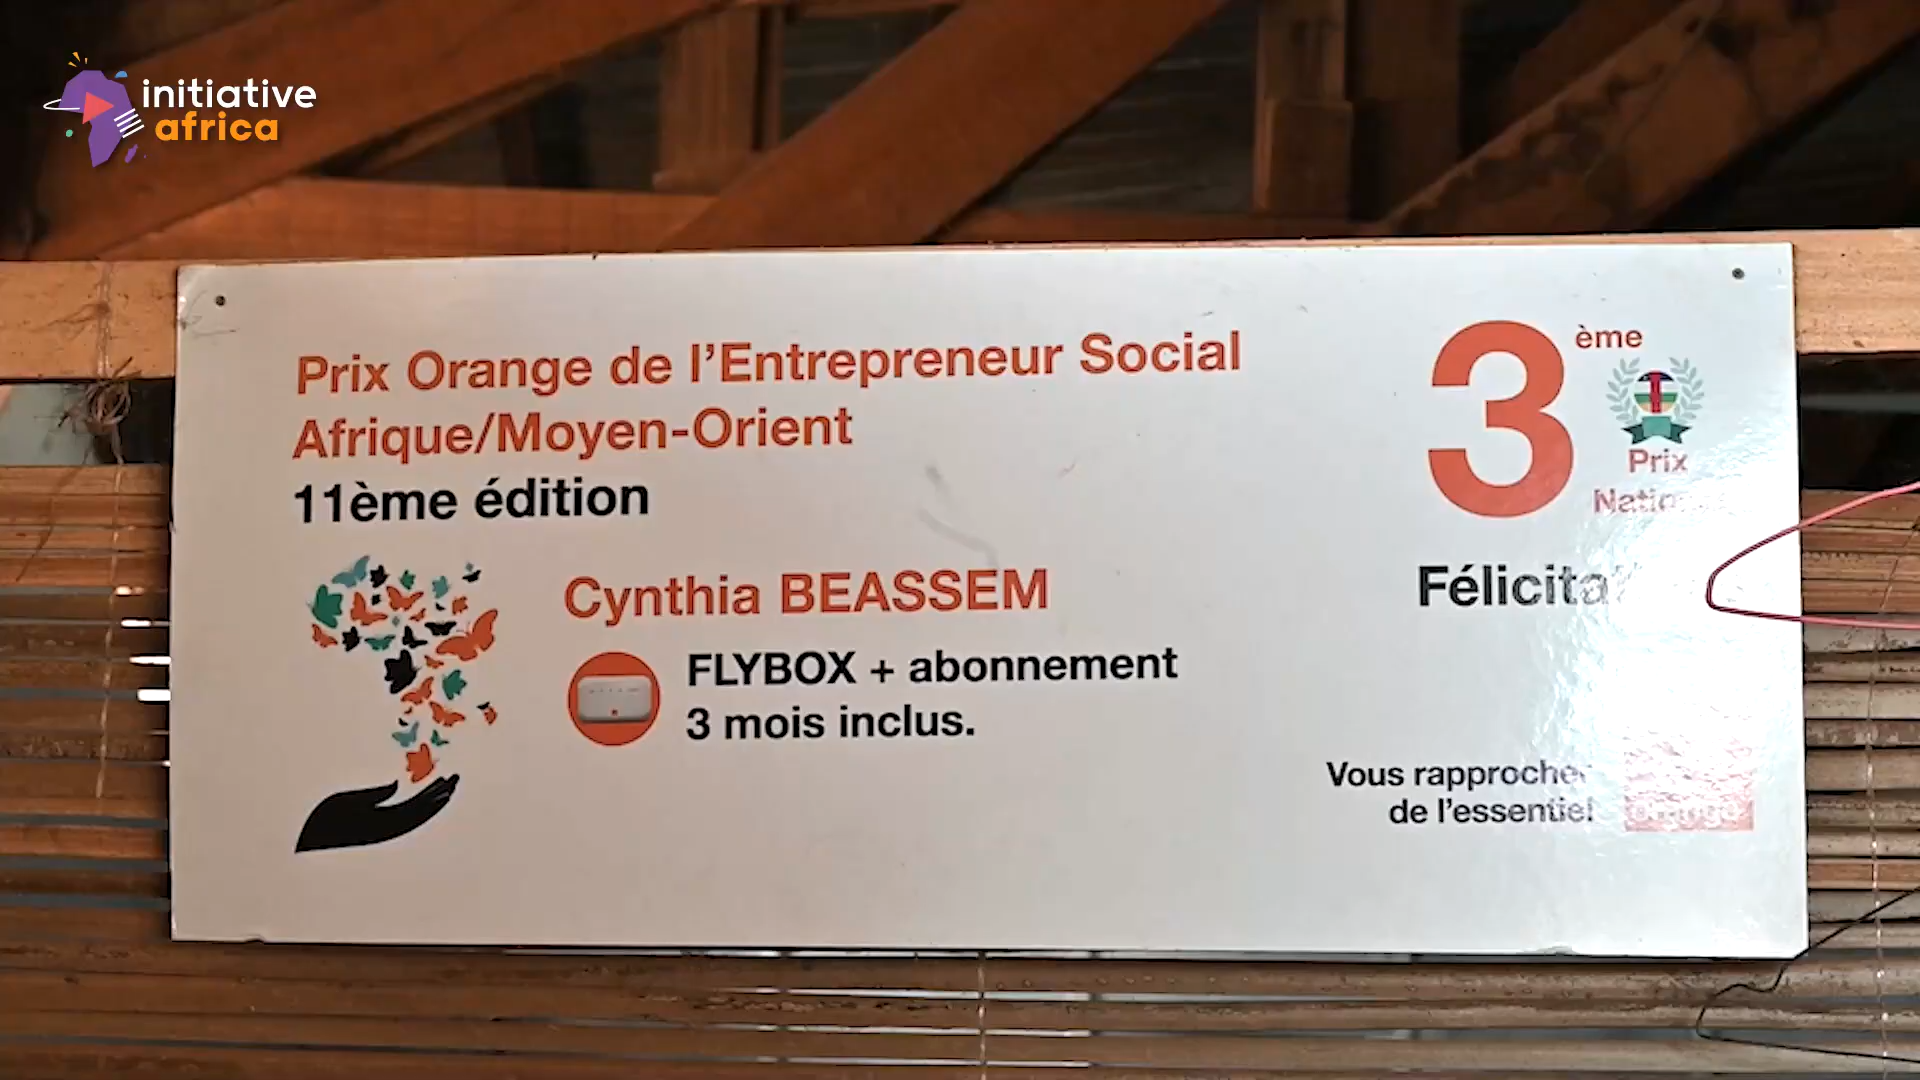 initiative
africa
Prix Orange de l'Entrepreneur Social
Afrique/Moyen-Orient
11ème édition
3ème
Prix
Cynthia BEASSEM
FLYBOX + abonnement
3 mois inclus.
Vous rapprocher
de l'essentiel